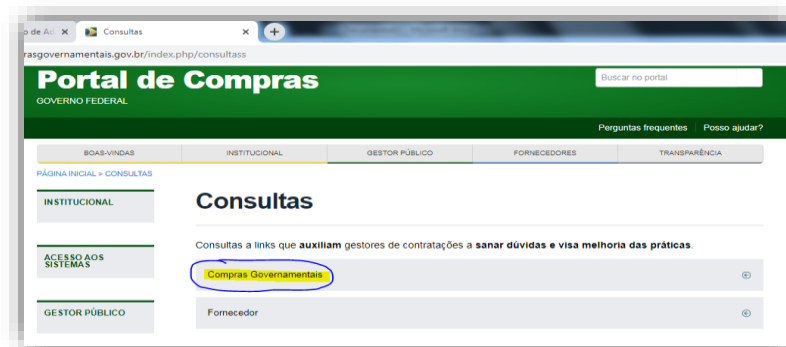 o de Ad
Consultas
rasgovernamentais.gov.br/index.php/consultass
Portal de Compras
GOVERNO FEDERAL
Buscar no portal
Perguntas frequentes Posso ajudar?
BOAS-VINDAS INSTITUCIONAL GESTOR PÚBLICO FORNECEDORES TRANSPARÊNCIA
PÁGINA INICIAL > CONSULTAS
INSTITUCIONAL
ACESSO AOS
SISTEMAS
GESTOR PÚBLICO
Consultas
Consultas a links que auxiliam gestores de contratações a sanar dúvidas e visa melhoria das práticas.
Compras Governamentais
Fornecedor